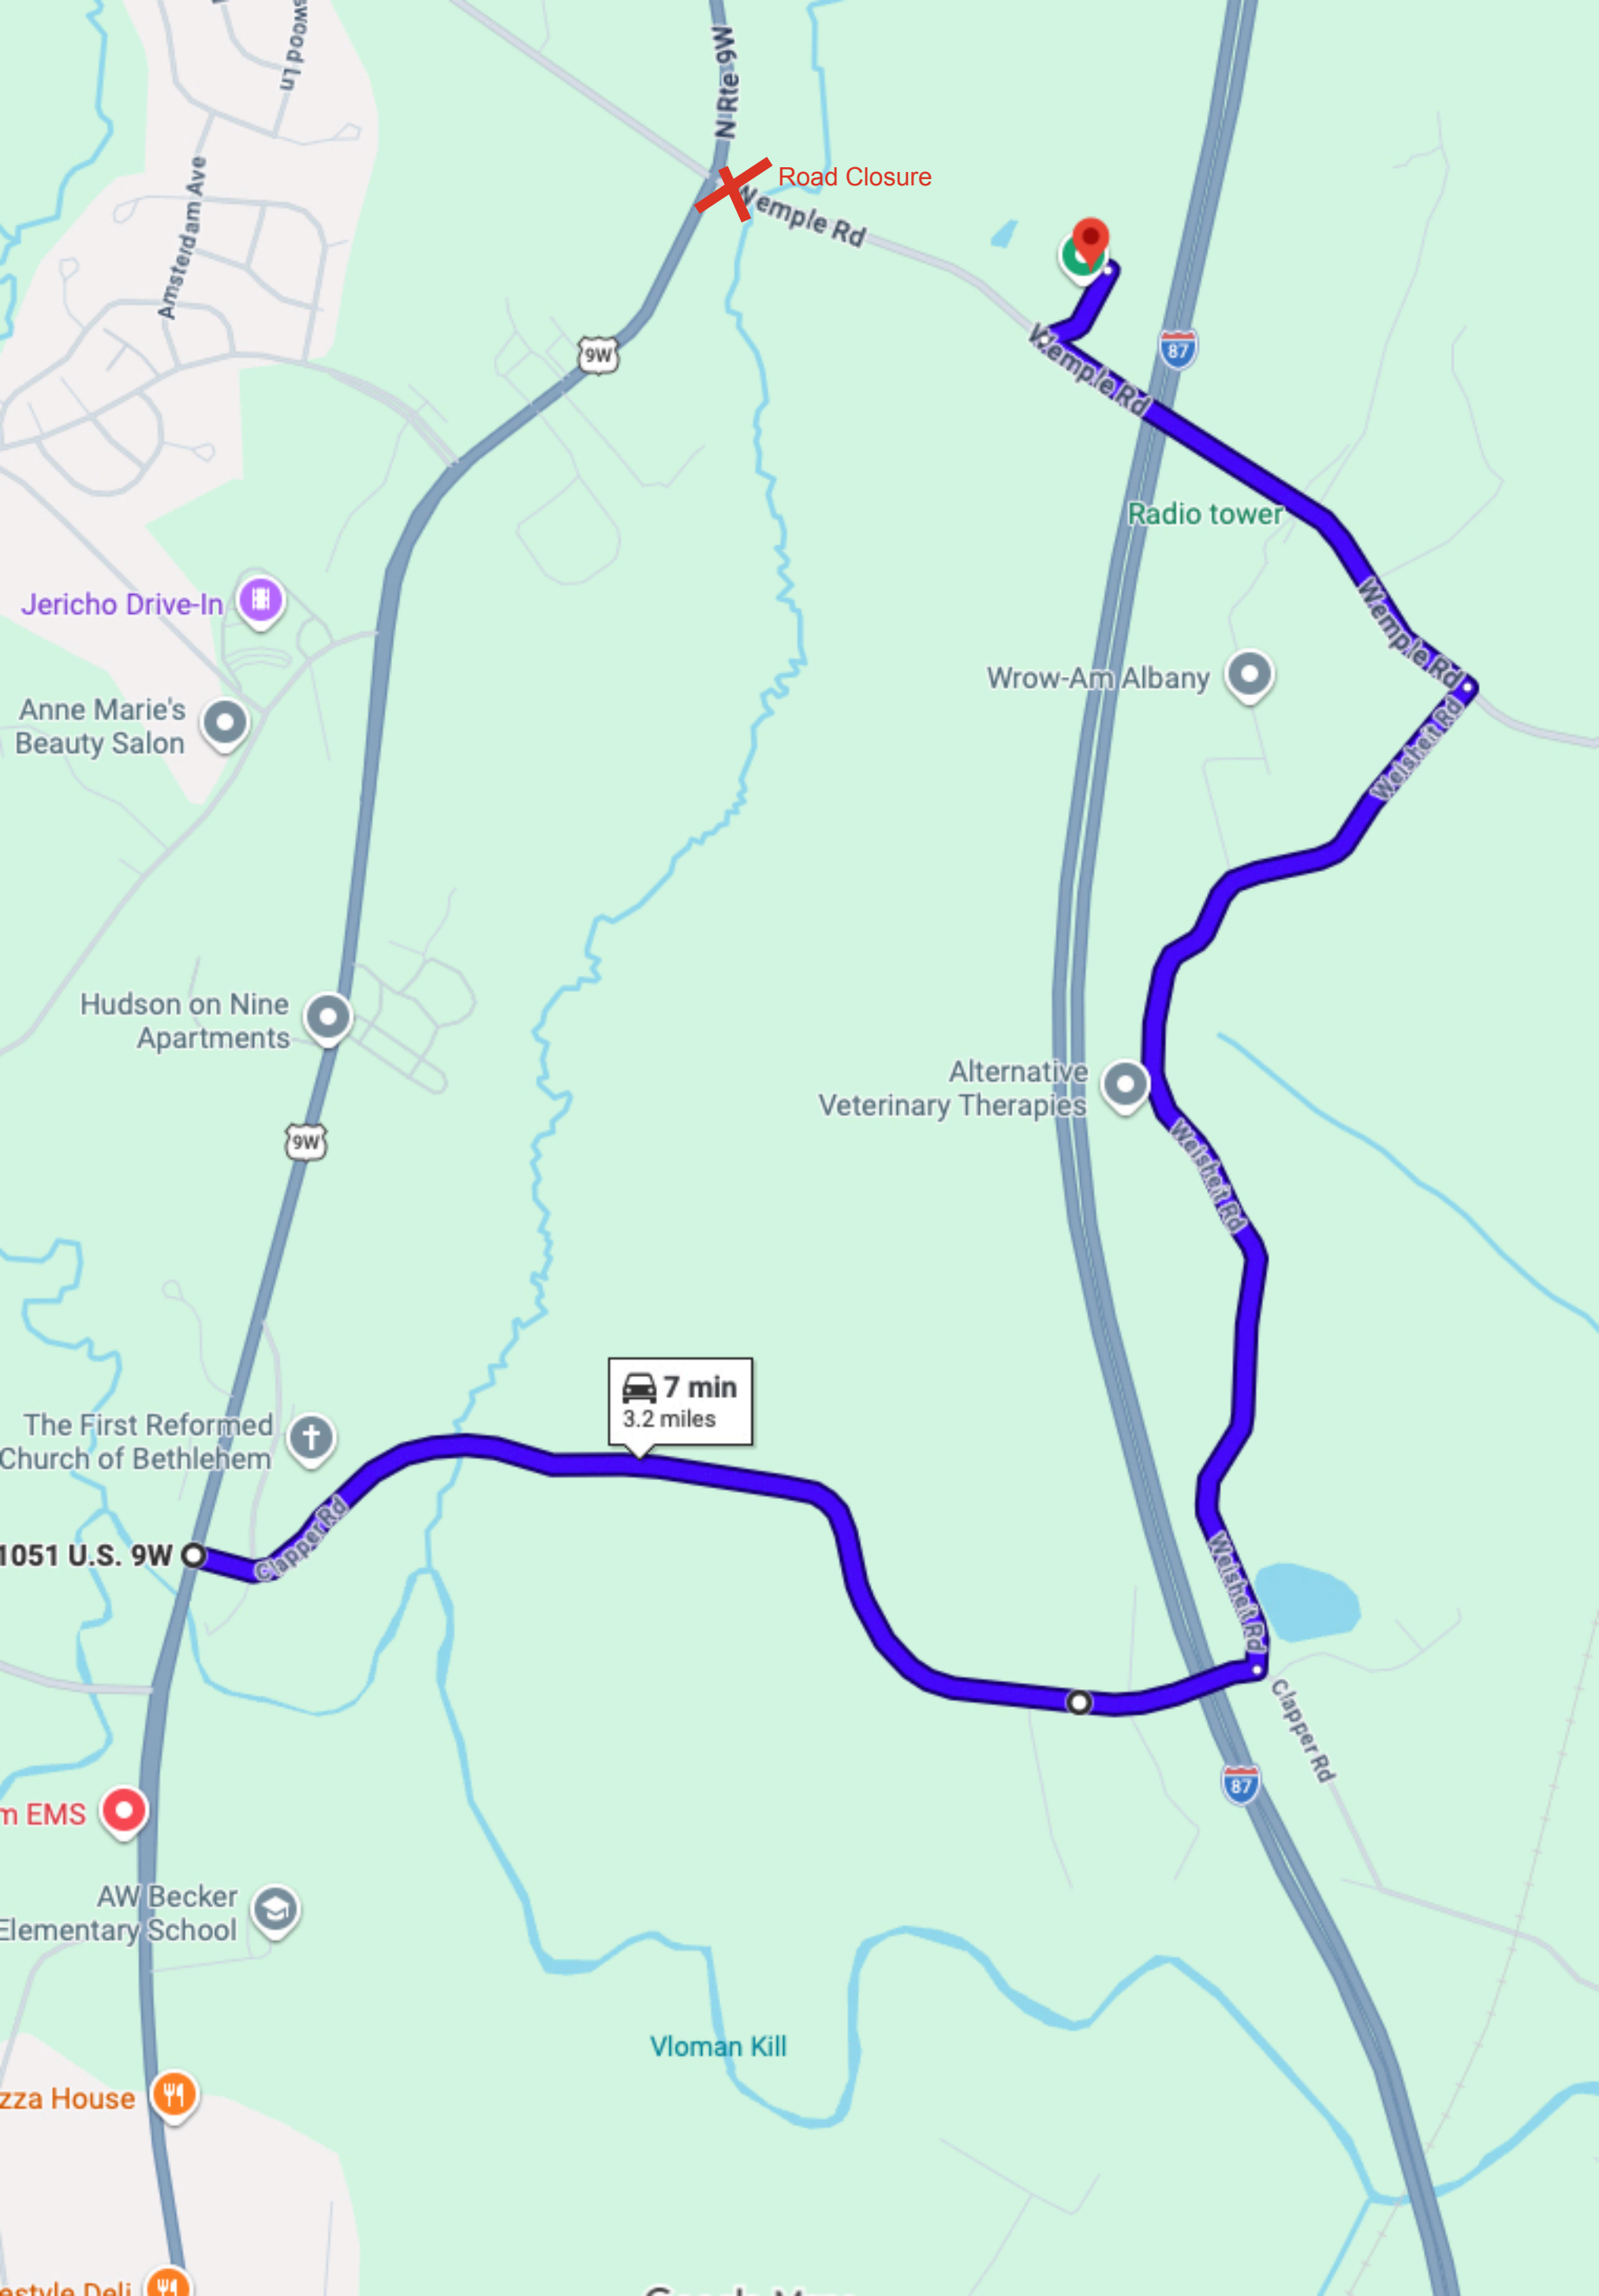 swood Ln
N Rte 9W
Road Closure
Wemple Rd
Amsterdam Ave
Wemple Rd
87
9W
Radio tower
Jericho Drive-In
Wemple Rd
Wrow-Am Albany
Weisheit Rd
Anne Marie's
Beauty Salon
Hudson on Nine
Apartments
Alternative
Veterinary Therapies
9W
Weisheit Rd
7 min
3.2 miles
The First Reformed
Church of Bethlehem
Clapper Rd
1051 U.S. 9W
Weisheit Rd
Clapper Rd
87
m EMS
AW Becker
Elementary School
Vloman Kill
zza House
estyle Deli